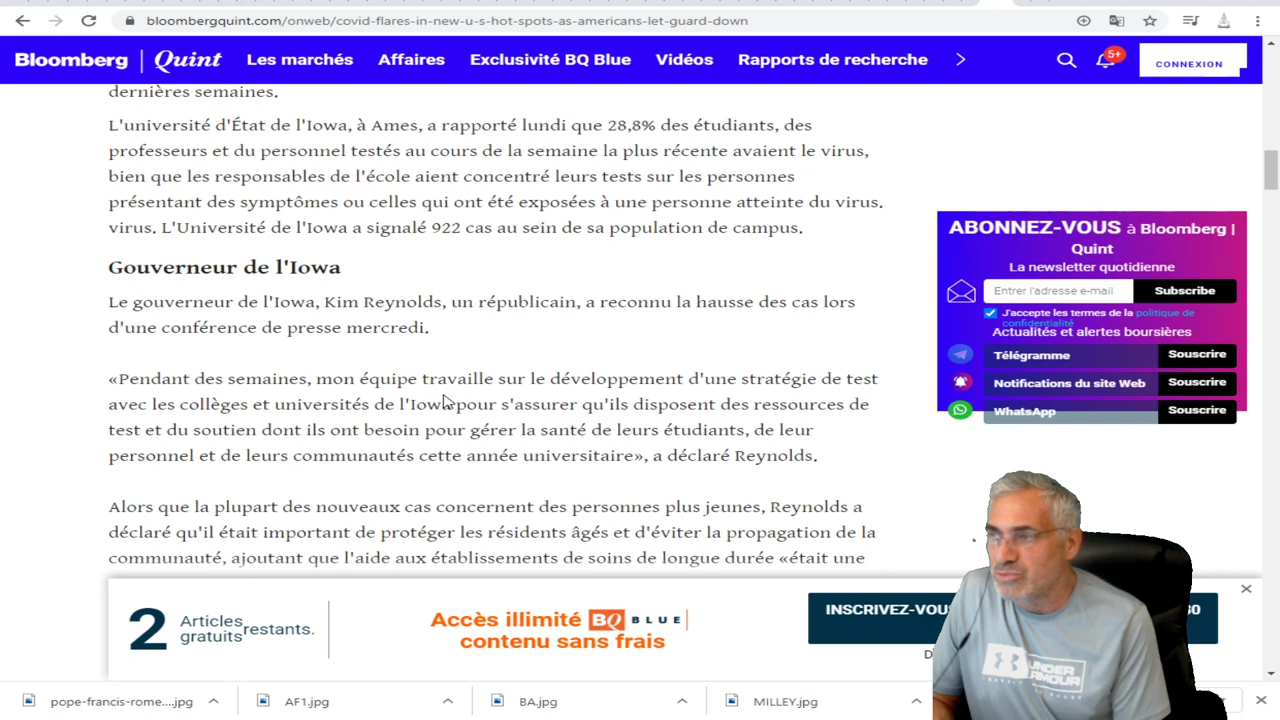 bloombergquint.com/onweb/covid-flares-in-new-u-s-hot-spots-as-americans-let-guard-down
Bloomberg | Quint Les marchés Affaires Exclusivité BQ Blue Vidéos Rapports de recherche 5+ CONNEXION
dernières semaines.
L'université d'État de l'Iowa, à Ames, a rapporté lundi que 28,8% des étudiants, des
professeurs et du personnel testés au cours de la semaine la plus récente avaient le virus,
bien que les responsables de l'école aient concentré leurs tests sur les personnes
présentant des symptômes ou celles qui ont été exposées à une personne atteinte du virus.
virus. L'Université de l'Iowa a signalé 922 cas au sein de sa population de campus.
Gouverneur de l'Iowa
Le gouverneur de l'Iowa, Kim Reynolds, un républicain, a reconnu la hausse des cas lors
d'une conférence de presse mercredi.
«Pendant des semaines, mon équipe travaille sur le développement d'une stratégie de test
avec les collèges et universités de l'Iowa pour s'assurer qu'ils disposent des ressources de
test et du soutien dont ils ont besoin pour gérer la santé de leurs étudiants, de leur
personnel et de leurs communautés cette année universitaire», a déclaré Reynolds.
Alors que la plupart des nouveaux cas concernent des personnes plus jeunes, Reynolds a
déclaré qu'il était important de protéger les résidents âgés et d'éviter la propagation de la
communauté, ajoutant que l'aide aux établissements de soins de longue durée «était une
ABONNEZ-VOUS à Bloomberg |
Quint
La newsletter quotidienne
Entrer l'adresse e-mail Subscribe
J'accepte les termes de la politique de
confidentialité
Actualités et alertes boursières
Télégramme Souscrire
Notifications du site Web Souscrire
WhatsApp Souscrire
2 Articles
gratuits restants.
Accès illimité BQ BLUE
contenu sans frais
INSCRIVEZ-VOUS
UNDER ARMOUR
pope-francis-rome....jpg AF1.jpg BA.jpg MILLEY.jpg